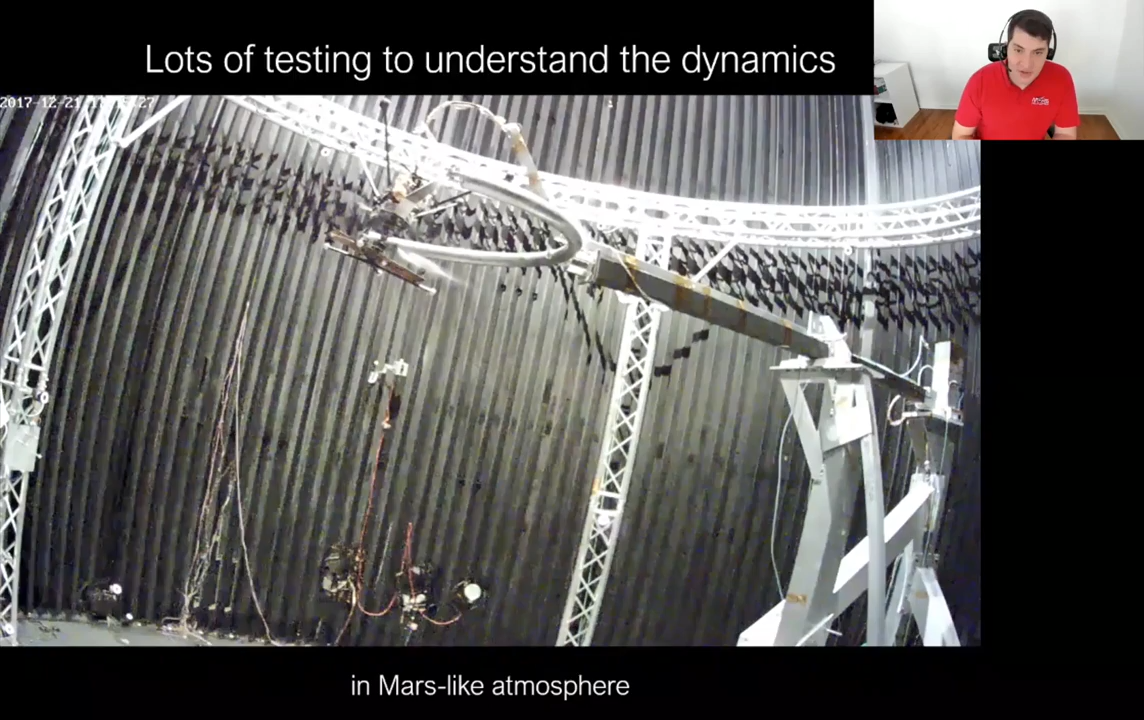 Lots of testing to understand the dynamics
in Mars-like atmosphere